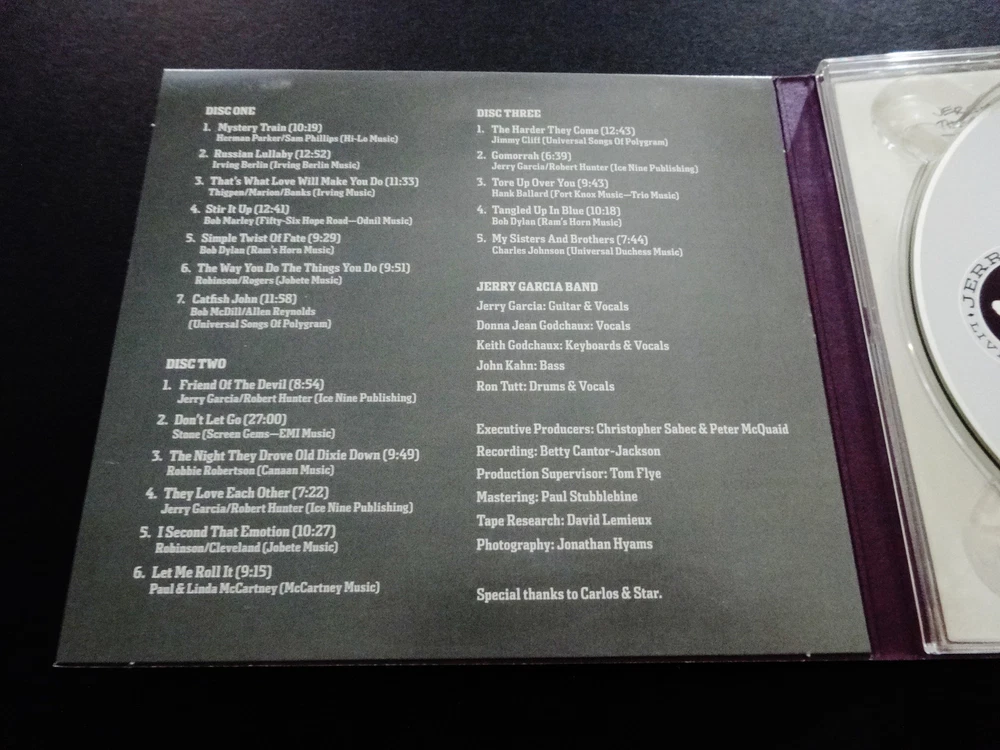 DISC ONE
1. Mystery Train (10:19)
Herman Parker/Sam Phillips (Hi-Lo Music)
2. Russian Lullaby (12:52)
Irving Berlin (Irving Berlin Music)
3. That's What Love Will Make You Do (11:33)
Thigpen/Marion/Banks (Irving Music)
4. Stir It Up (12:41)
Bob Marley (Fifty-Six Hope Road—Odnil Music)
5. Simple Twist Of Fate (9:29)
Bob Dylan (Ram's Horn Music)
6. The Way You Do The Things You Do (9:51)
Robinson/Rogers (Jobete Music)
7. Catfish John (11:58)
Bob McDill/Allen Reynolds
(Universal Songs Of Polygram)
DISC TWO
1. Friend Of The Devil (8:54)
Jerry Garcia/Robert Hunter (Ice Nine Publishing)
2. Don't Let Go (27:00)
Stone (Screen Gems—EMI Music)
3. The Night They Drove Old Dixie Down (9:49)
Robbie Robertson (Canaan Music)
4. They Love Each Other (7:22)
Jerry Garcia/Robert Hunter (Ice Nine Publishing)
5. I Second That Emotion (10:27)
Robinson/Cleveland (Jobete Music)
6. Let Me Roll It (9:15)
Paul & Linda McCartney (McCartney Music)
DISC THREE
1. The Harder They Come (12:43)
Jimmy Cliff (Universal Songs Of Polygram)
2. Gomorrah (6:39)
Jerry Garcia/Robert Hunter (Ice Nine Publishing)
3. Tore Up Over You (9:43)
Hank Ballard (Fort Knox Music—Trio Music)
4. Tangled Up In Blue (10:18)
Bob Dylan (Ram's Horn Music)
5. My Sisters And Brothers (7:44)
Charles Johnson (Universal Duchess Music)
JERRY GARCIA BAND
Jerry Garcia: Guitar & Vocals
Donna Jean Godchaux: Vocals
Keith Godchaux: Keyboards & Vocals
John Kahn: Bass
Ron Tutt: Drums & Vocals
Executive Producers: Christopher Sabec & Peter McQuaid
Recording: Betty Cantor-Jackson
Production Supervisor: Tom Flye
Mastering: Paul Stubblebine
Tape Research: David Lemieux
Photography: Jonathan Hyams
Special thanks to Carlos & Star.